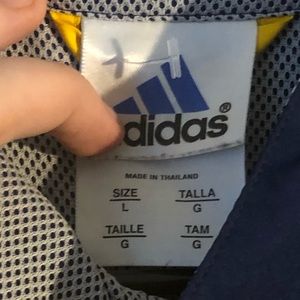 adidas®
MADE IN THAILAND
SIZE TALLA
L G
TAILLE TAM
G G